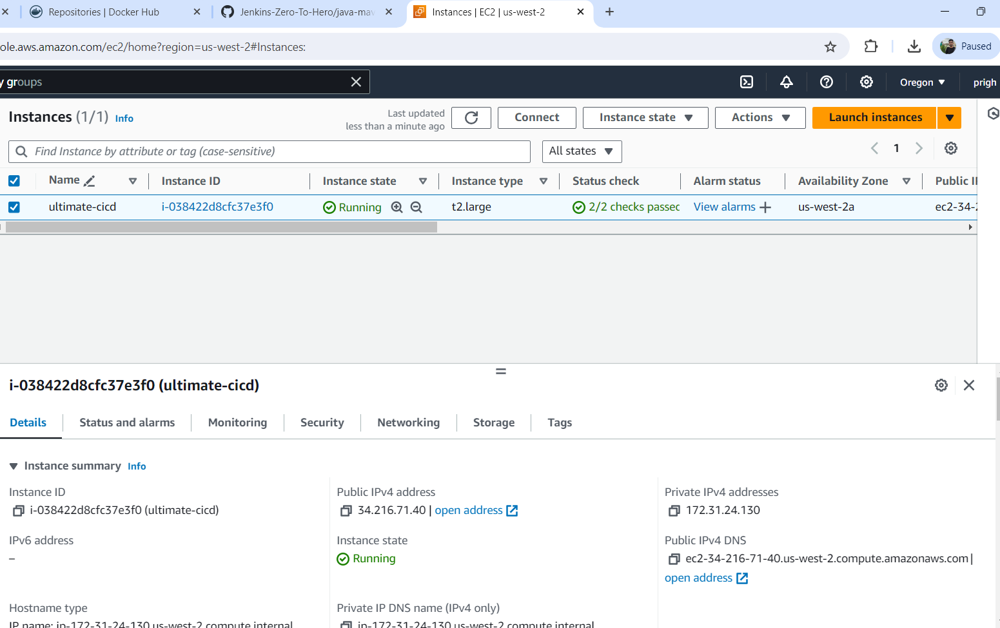 Repositories | Docker Hub
Jenkins-Zero-To-Hero/java-mav
Instances | EC2 | us-west-2
ole.aws.amazon.com/ec2/home?region=us-west-2#Instances:
Paused
y groups
Oregon
prigh
Instances (1/1) Info
Last updated
less than a minute ago
Connect
Instance state
Actions
Launch instances
Find Instance by attribute or tag (case-sensitive)
All states
1
Name
Instance ID
Instance state
Instance type
Status check
Alarm status
Availability Zone
Public I
ultimate-cicd
i-038422d8cfc37e3f0
Running
t2.large
2/2 checks passec
View alarms
us-west-2a
ec2-34-2
i-038422d8cfc37e3f0 (ultimate-cicd)
Details
Status and alarms
Monitoring
Security
Networking
Storage
Tags
Instance summary Info
Instance ID
i-038422d8cfc37e3f0 (ultimate-cicd)
Public IPv4 address
34.216.71.40 | open address
Private IPv4 addresses
172.31.24.130
IPv6 address
–
Instance state
Running
Public IPv4 DNS
ec2-34-216-71-40.us-west-2.compute.amazonaws.com |
open address
Hostname type
IP name: ip-172-31-24-130.us-west-2.compute.internal
Private IP DNS name (IPv4 only)
ip-172-31-24-130.us-west-2.compute.internal